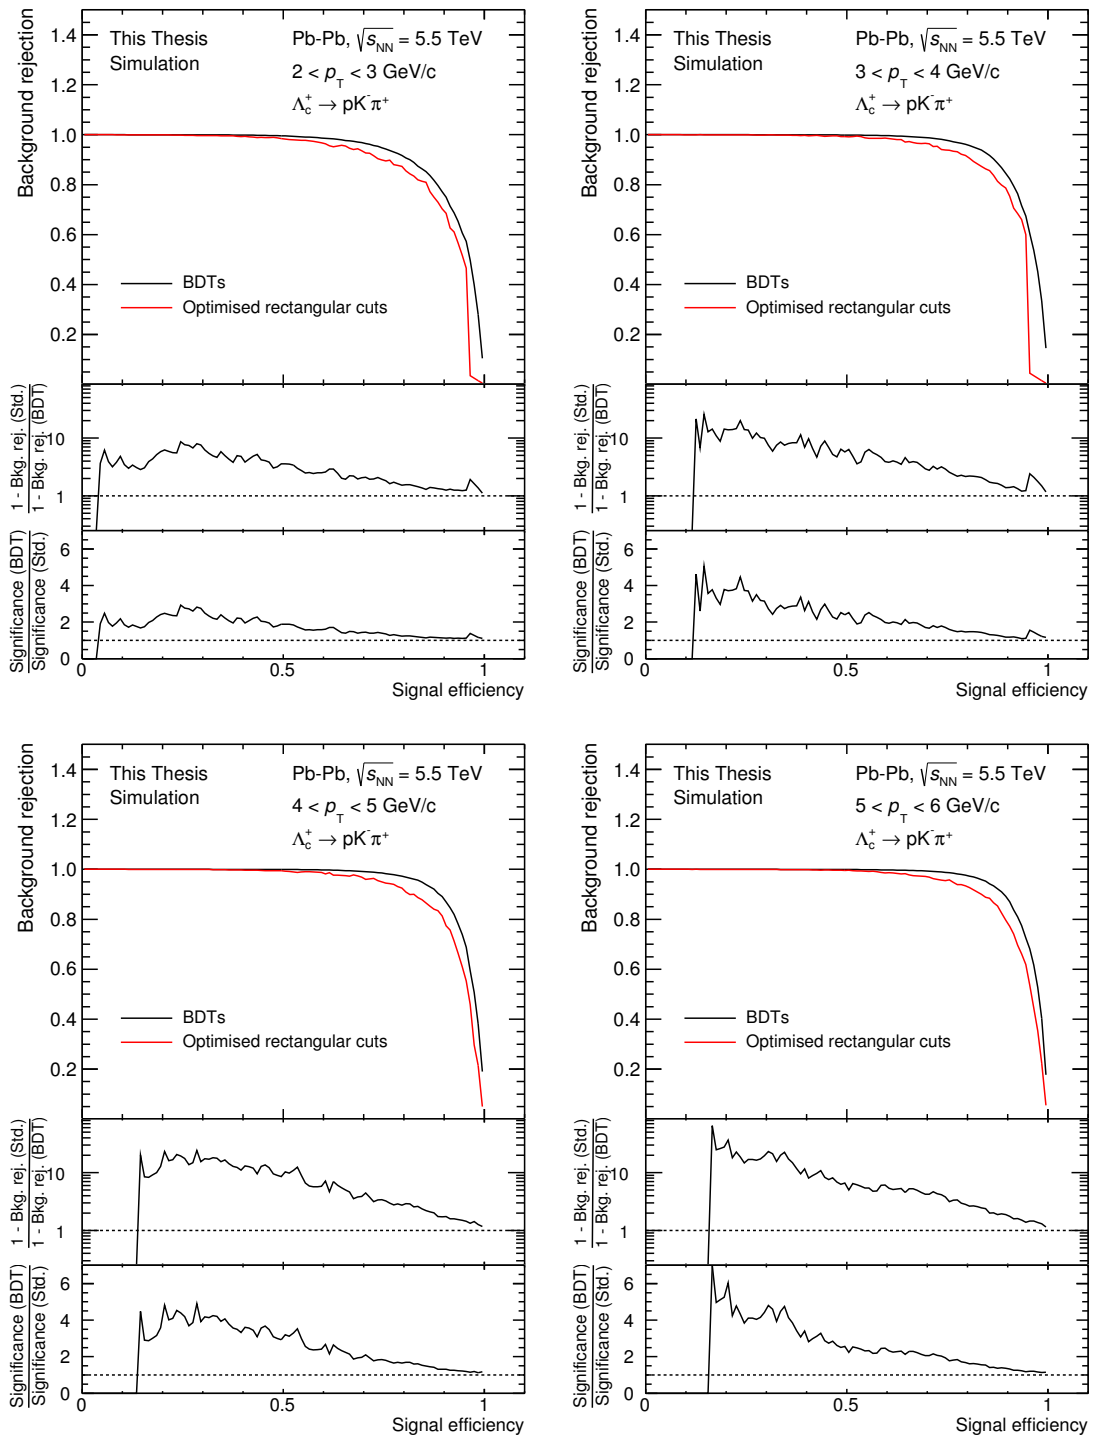 This Thesis
Simulation
Pb-Pb, √sNN = 5.5 TeV
2 < pT < 3 GeV/c
Λc+ → pK-π+
Background rejection
1.4
1.2
1.0
0.8
0.6
0.4
0.2
BDTs
Optimised rectangular cuts
1 - Bkg. rej. (Std.)
1 - Bkg. rej. (BDT)
10
1
Significance (BDT)
Significance (Std.)
6
4
2
0
0 0.5 1
Signal efficiency
This Thesis
Simulation
Pb-Pb, √sNN = 5.5 TeV
3 < pT < 4 GeV/c
Λc+ → pK-π+
Background rejection
1.4
1.2
1.0
0.8
0.6
0.4
0.2
BDTs
Optimised rectangular cuts
1 - Bkg. rej. (Std.)
1 - Bkg. rej. (BDT)
10
1
Significance (BDT)
Significance (Std.)
6
4
2
0
0 0.5 1
Signal efficiency
This Thesis
Simulation
Pb-Pb, √sNN = 5.5 TeV
4 < pT < 5 GeV/c
Λc+ → pK-π+
Background rejection
1.4
1.2
1.0
0.8
0.6
0.4
0.2
BDTs
Optimised rectangular cuts
1 - Bkg. rej. (Std.)
1 - Bkg. rej. (BDT)
10
1
Significance (BDT)
Significance (Std.)
6
4
2
0
0 0.5 1
Signal efficiency
This Thesis
Simulation
Pb-Pb, √sNN = 5.5 TeV
5 < pT < 6 GeV/c
Λc+ → pK-π+
Background rejection
1.4
1.2
1.0
0.8
0.6
0.4
0.2
BDTs
Optimised rectangular cuts
1 - Bkg. rej. (Std.)
1 - Bkg. rej. (BDT)
10
1
Significance (BDT)
Significance (Std.)
6
4
2
0
0 0.5 1
Signal efficiency